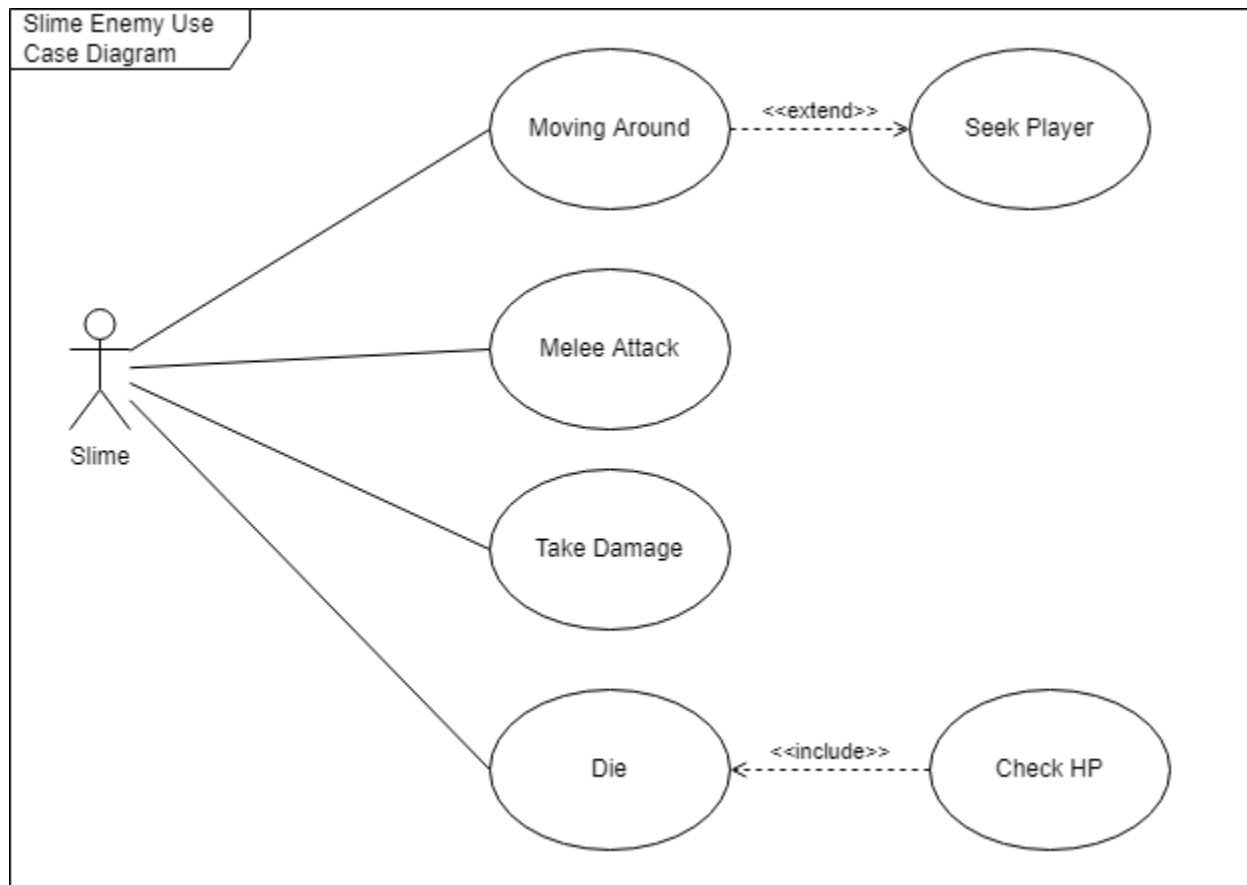 Slime Enemy Use
Case Diagram
Moving Around
<<extend>>
Seek Player
Melee Attack
Slime
Take Damage
Die
<<include>>
Check HP